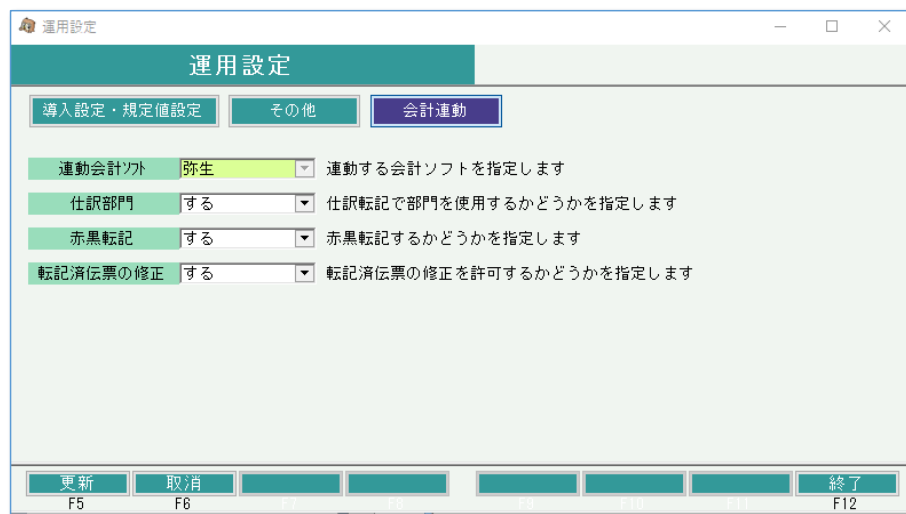 運用設定
運用設定
導入設定・規定値設定 その他 会計連動
連動会計ソフト 弥生 連動する会計ソフトを指定します
仕訳部門 する 仕訳転記で部門を使用するかどうかを指定します
赤黒転記 する 赤黒転記するかどうかを指定します
転記済伝票の修正 する 転記済伝票の修正を許可するかどうかを指定します
更新 取消 終了
F5 F6 F7 F8 F9 F10 F11 F12